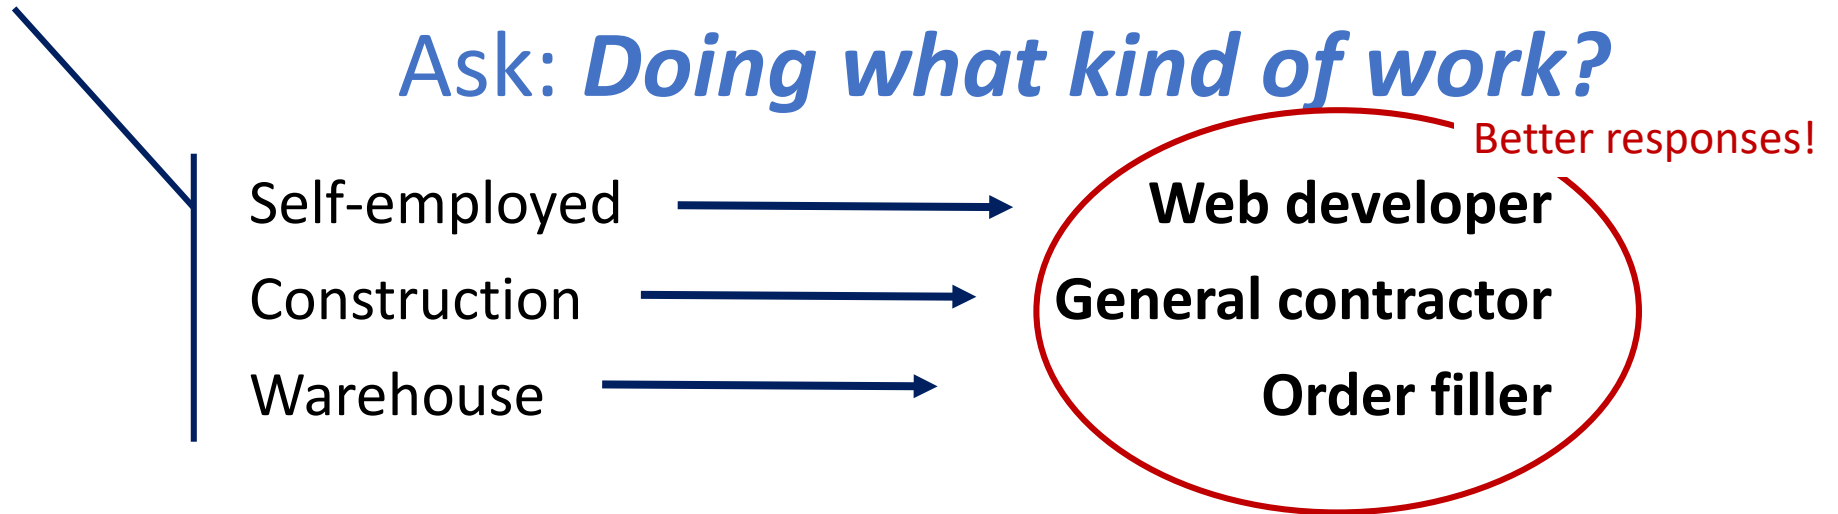 Ask: Doing what kind of work?
Better responses!
Self-employed Web developer
Construction General contractor
Warehouse Order filler